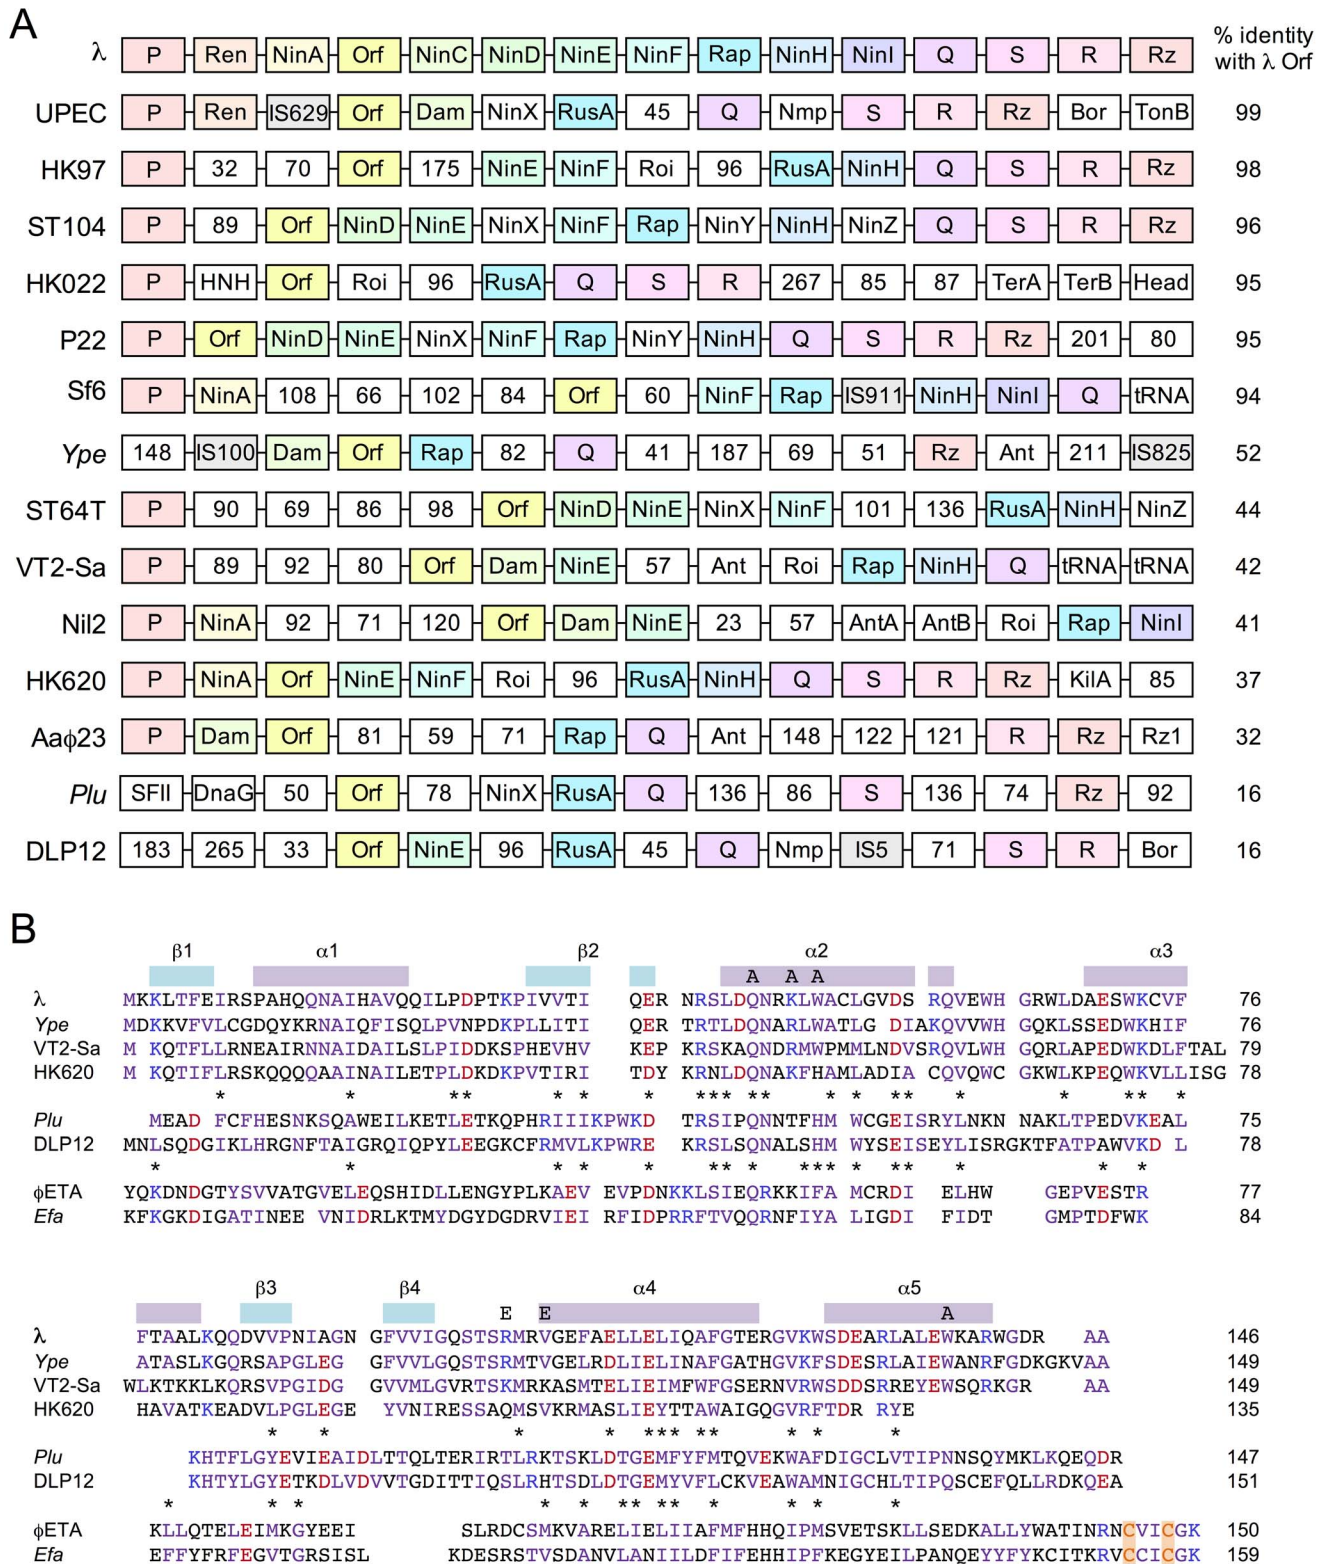 A
% identity
with λ Orf
λ P Ren NinA Orf NinC NinD NinE NinF Rap NinH NinI Q S R Rz
UPEC P Ren IS629 Orf Dam NinX RusA 45 Q Nmp S R Rz Bor TonB 99
HK97 P 32 70 Orf 175 NinE NinF Roi 96 RusA NinH Q S R Rz 98
ST104 P 89 Orf NinD NinE NinX NinF Rap NinY NinH NinZ Q S R Rz 96
HK022 P HNH Orf Roi 96 RusA Q S R 267 85 87 TerA TerB Head 95
P22 P Orf NinD NinE NinX NinF Rap NinY NinH Q S R Rz 201 80 95
Sf6 P NinA 108 66 102 84 Orf 60 NinF Rap IS911 NinH NinI Q tRNA 94
Ype 148 IS100 Dam Orf Rap 82 Q 41 187 69 51 Rz Ant 211 IS825 52
ST64T P 90 69 86 98 Orf NinD NinE NinX NinF 101 136 RusA NinH NinZ 44
VT2-Sa P 89 92 80 Orf Dam NinE 57 Ant Roi Rap NinH Q tRNA tRNA 42
Nil2 P NinA 92 71 120 Orf Dam NinE 23 57 AntA AntB Roi Rap NinI 41
HK620 P NinA Orf NinE NinF Roi 96 RusA NinH Q S R Rz KilA 85 37
Aaϕ23 P Dam Orf 81 59 71 Rap Q Ant 148 122 121 R Rz Rz1 32
Plu SFII DnaG 50 Orf 78 NinX RusA Q 136 86 S 136 74 Rz 92 16
DLP12 183 265 33 Orf NinE 96 RusA 45 Q Nmp IS5 71 S R Bor 16
B
β1 α1 β2 α2 α3
A A A
λ MKKLTFEIRSPAHQQNAIHAVQQILPDPTKPIVVTI QER NRSLDQNRKLWACLGVDS RQVEWH GRWLDAESWKCVF 76
Ype MDKKVFVLCGDQYKRNAIQFISQLPVNPDKPLLITI QER TRTLDQNARLWATLG DIAKQVVWH GQKLSSEDWKHIF 76
VT2-Sa M KQTFLLRNEAIRNNAIDAILSLPIDDKSPHEVHV KEP KRSKAQNDRMWPMLNDVSRQVLWH GQRLAPEDWKDLFTAL 79
HK620 M KQTIFLRSKQQQQAAINAILETPLDKDKPVTIRI TDY KRNLDQNAKFHAMLADIA CQVQWC GKWLKPEQWKVLLISG 78
* * ** * * * *** ** * * ** * * ** *
Plu MEAD FCFHESNKSQAWEILKETLETKQPHRIIIKPWKD TRSIPQNNTFHM WCGEISRYLNKN NAKLTPEDVKEAL 75
DLP12 MNLSQDGIKLHRGNFTAIGRQIQPYLEEGKCFRMVLKPWRE KRSLSQNALSHM WYSEISEYLISRGKTFATPAWVKD L 78
* * * * * ** * *** * ** * * *
ϕETA YQKDNDGTYSVVATGVELEQSHIDLLENGYPLKAEV EVPDNKKLSIEQRKKIFA MCRDI ELHW GEPVESTR 77
Efa KFKGKDIGATINEE VNIDRLKTMYDGYDGDRVIEI RFIDPRRFTVQQRNFIYA LIGDI FIDT GMPTDFWK 84
β3 β4 α4 α5
E E A
λ FTAALKQQDVVPNIAGN GFVVIGQSTSRMRVGEFAELLELIQAFGTERGVKWSDEARLALEWKARWGDR AA 146
Ype ATASLKGQRSAPGLEG GFVVLGQSTSRMTVGELRDLIELINAFGATHGVKFSDESRLAIEWANRFGDKGKVAA 149
VT2-Sa WLKTKKLKQRSVPGIDG GVVMLGVRTSKMRKASMTELIEIMFWFGSERNVRWSDDSRREYEWSQRKGR AA 149
HK620 HAVATKEADVLPGLEGE YVNIRESSAQMSVKRMASLIEYTTAWAIGQGVRFTDR RYE 135
* * * * *** * * * *
Plu KHTFLGYEVIEAIDLTTQLTERIRTLRKTSKLDTGEMFYFMTQVEKWAFDIGCLVTIPNNSQYMKLKQEQDR 147
DLP12 KHTYLGYETKDLVDVVTGDITTIQSLRHTSDLDTGEMYVFLCKVEAWAMNIGCHLTIPQSCEFQLLRDKQEA 151
* * * * * ** ** * * * *
ϕETA KLLQTELEIMKGYEEI SLRDCSMKVARELIELIIAFMFHHQIPMSVETSKLLSEDKALLYWATINRNCVICGK 150
Efa EFFYFRFEGVTGRSISL KDESRSTVSDANVLANIIIDLFIFEHHIPFKEGYEILPANQEYYFYKCITKRVCCICGK 159